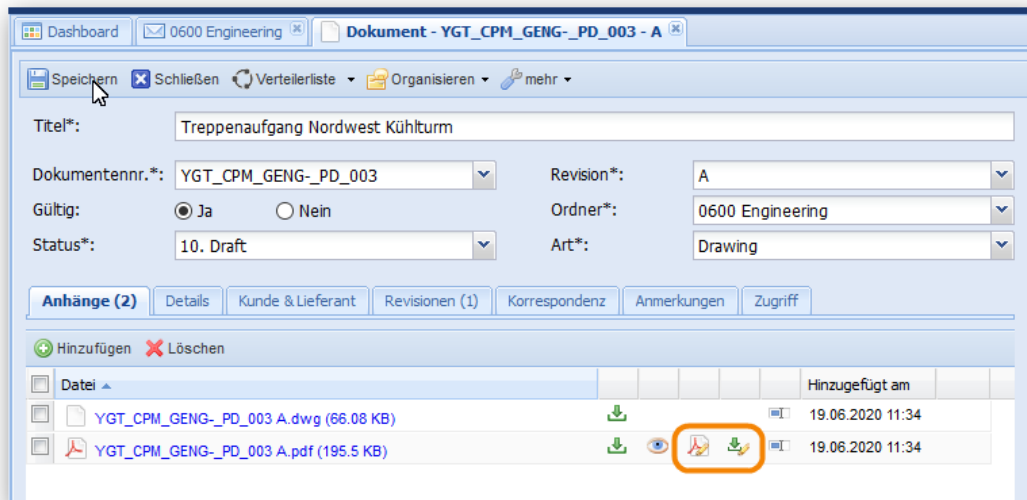 Dashboard 0600 Engineering Dokument - YGT_CPM_GENG-_PD_003 - A
Speichern Schließen Verteilerliste Organisieren mehr
Titel*: Treppenaufgang Nordwest Kühlturm
Dokumentennr.*: YGT_CPM_GENG-_PD_003 Revision*: A
Gültig: Ja Nein Ordner*: 0600 Engineering
Status*: 10. Draft Art*: Drawing
Anhänge (2) Details Kunde & Lieferant Revisionen (1) Korrespondenz Anmerkungen Zugriff
Hinzufügen Löschen
Datei Hinzugefügt am
YGT_CPM_GENG-_PD_003 A.dwg (66.08 KB) 19.06.2020 11:34
YGT_CPM_GENG-_PD_003 A.pdf (195.5 KB) 19.06.2020 11:34